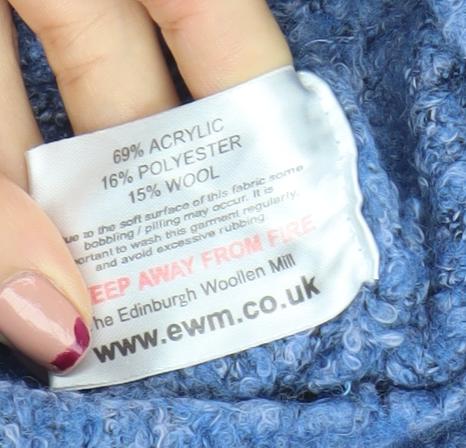 69% ACRYLIC
16% POLYESTER
15% WOOL
ue to the soft surface of this fabric some
bobbling / pilling may occur. It is
portant to wash this garment regularly,
and avoid excessive rubbing
EEP AWAY FROM FIRE
he Edinburgh Woollen Mill
www.ewm.co.uk